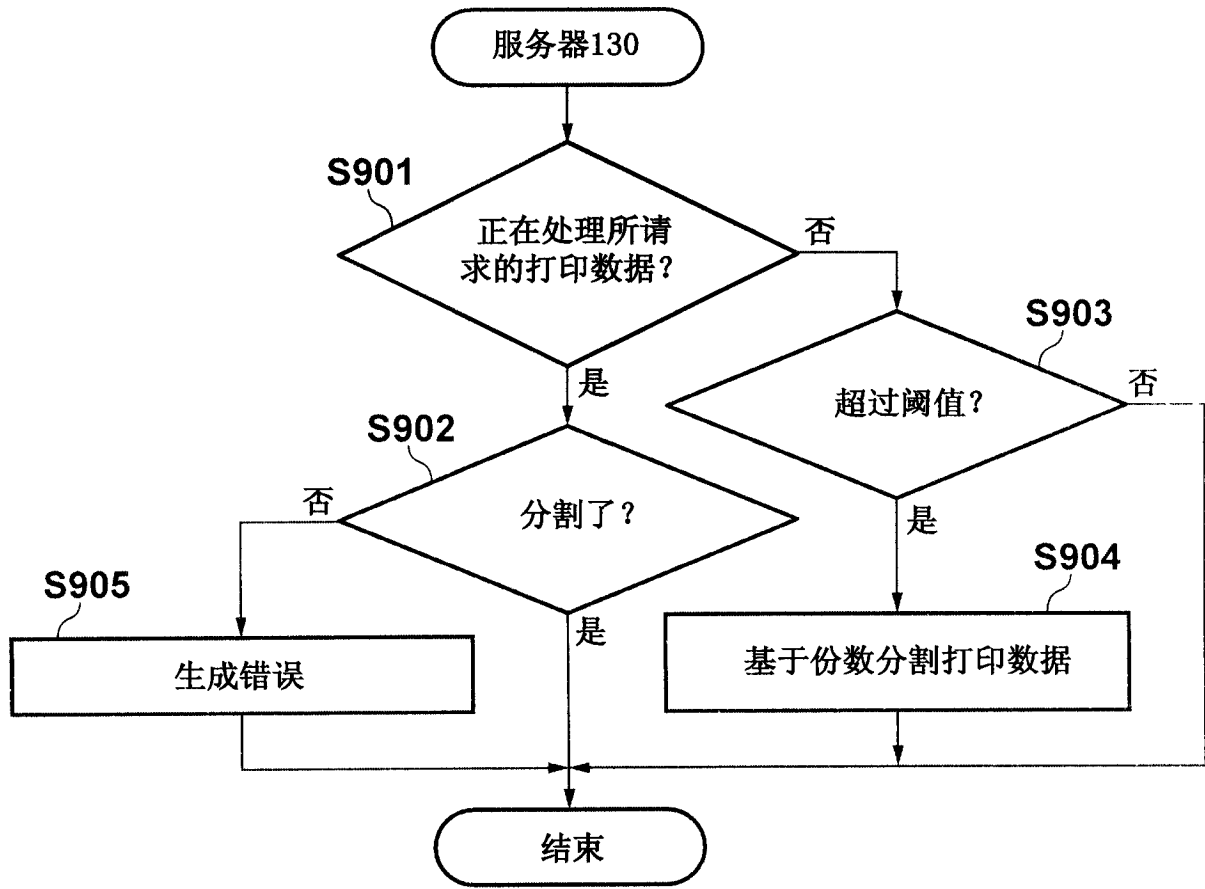 服务器130
S901
正在处理所请
求的打印数据？
否
S903
是
超过阈值？
否
S902
分割了？
否
是
S905
S904
是
生成错误
基于份数分割打印数据
结束